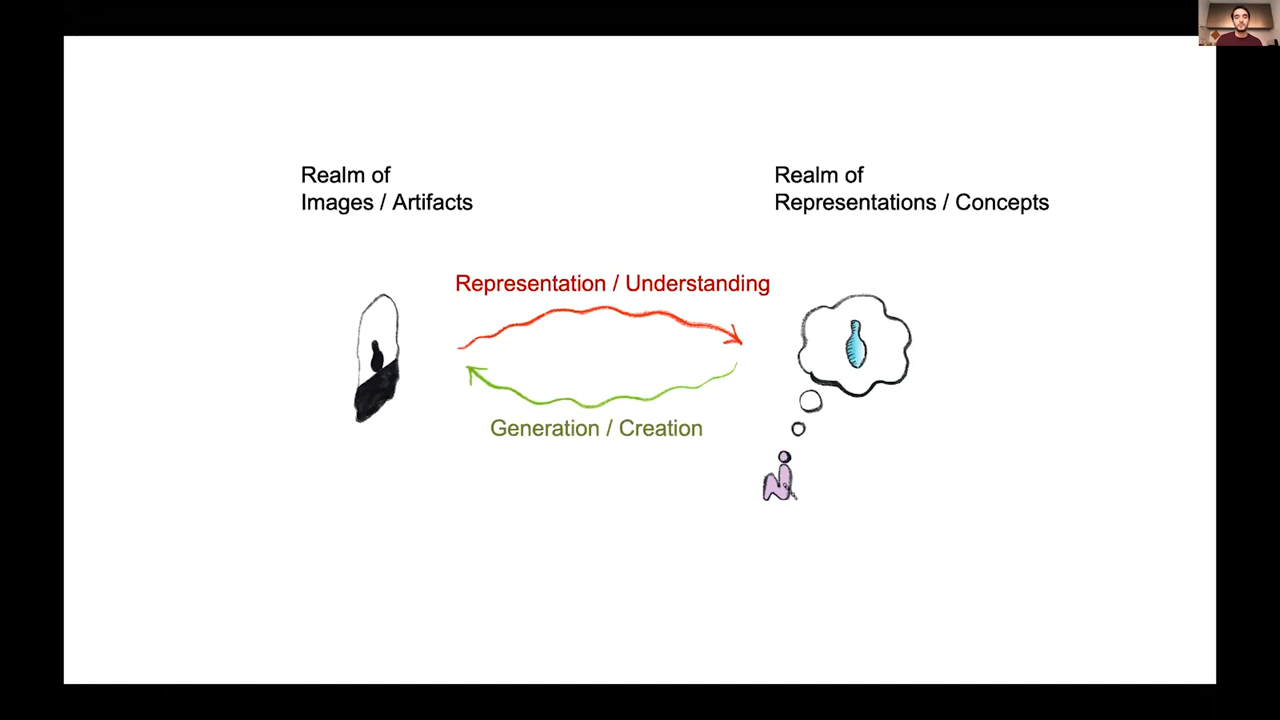 Realm of
Images / Artifacts
Realm of
Representations / Concepts
Representation / Understanding
Generation / Creation